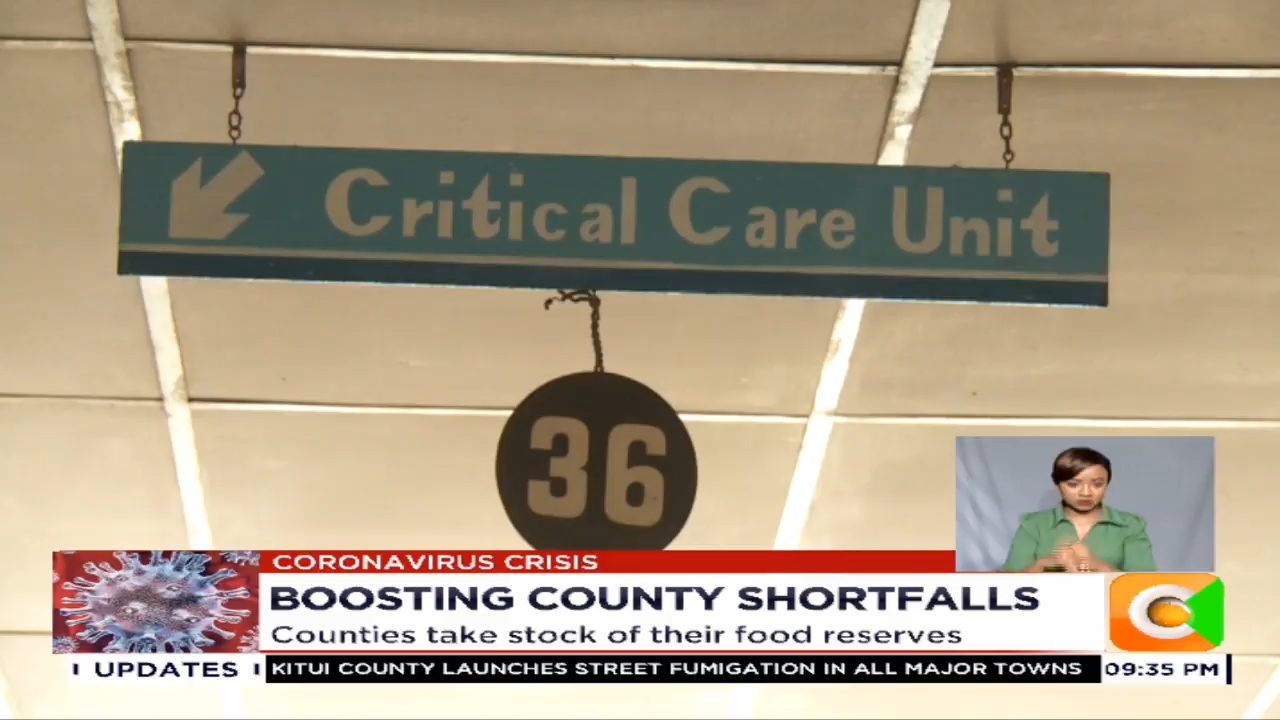 Critical Care Unit
36
CORONAVIRUS CRISIS
BOOSTING COUNTY SHORTFALLS
Counties take stock of their food reserves
UPDATES
KITUI COUNTY LAUNCHES STREET FUMIGATION IN ALL MAJOR TOWNS
09:35 PM